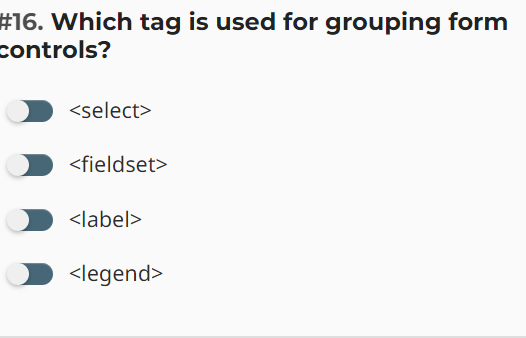 #16. Which tag is used for grouping form
controls?
<select>
<fieldset>
<label>
<legend>